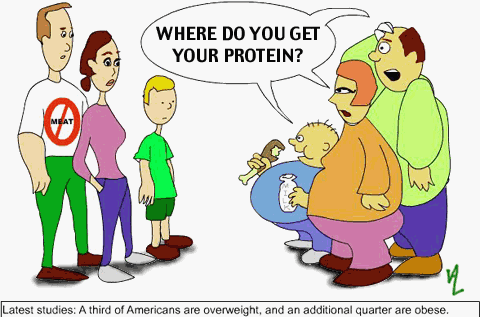 WHERE DO YOU GET
YOUR PROTEIN?
MEAT
Latest studies: A third of Americans are overweight, and an additional quarter are obese.